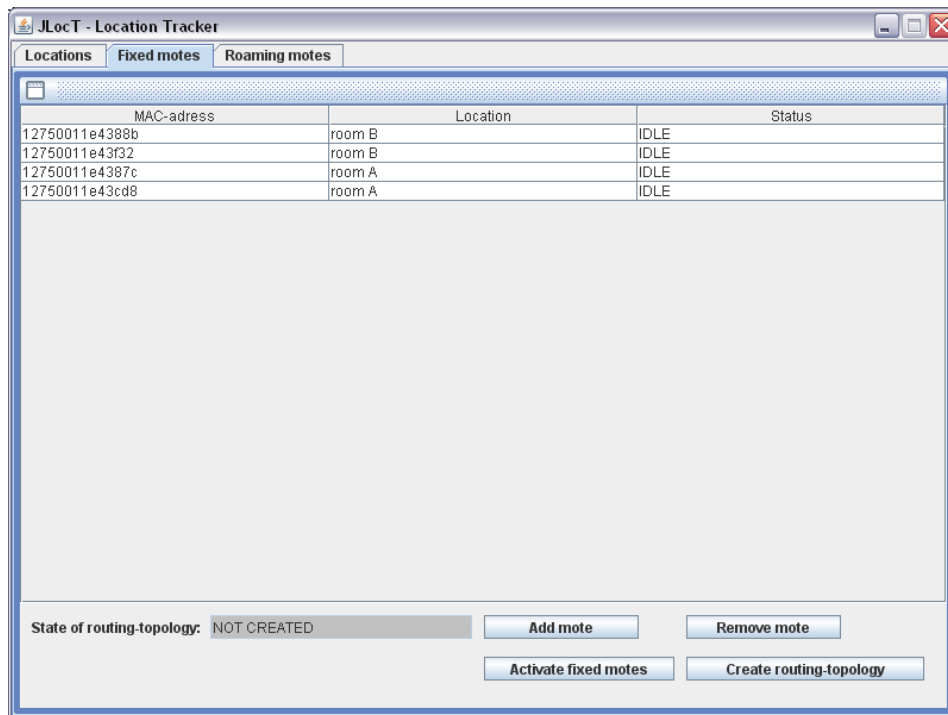 JLocT - Location Tracker
Locations Fixed motes Roaming motes
MAC-adress Location Status
12750011e4388b room B IDLE
12750011e43f32 room B IDLE
12750011e4387c room A IDLE
12750011e43cd8 room A IDLE
State of routing-topology: NOT CREATED Add mote Remove mote
Activate fixed motes Create routing-topology